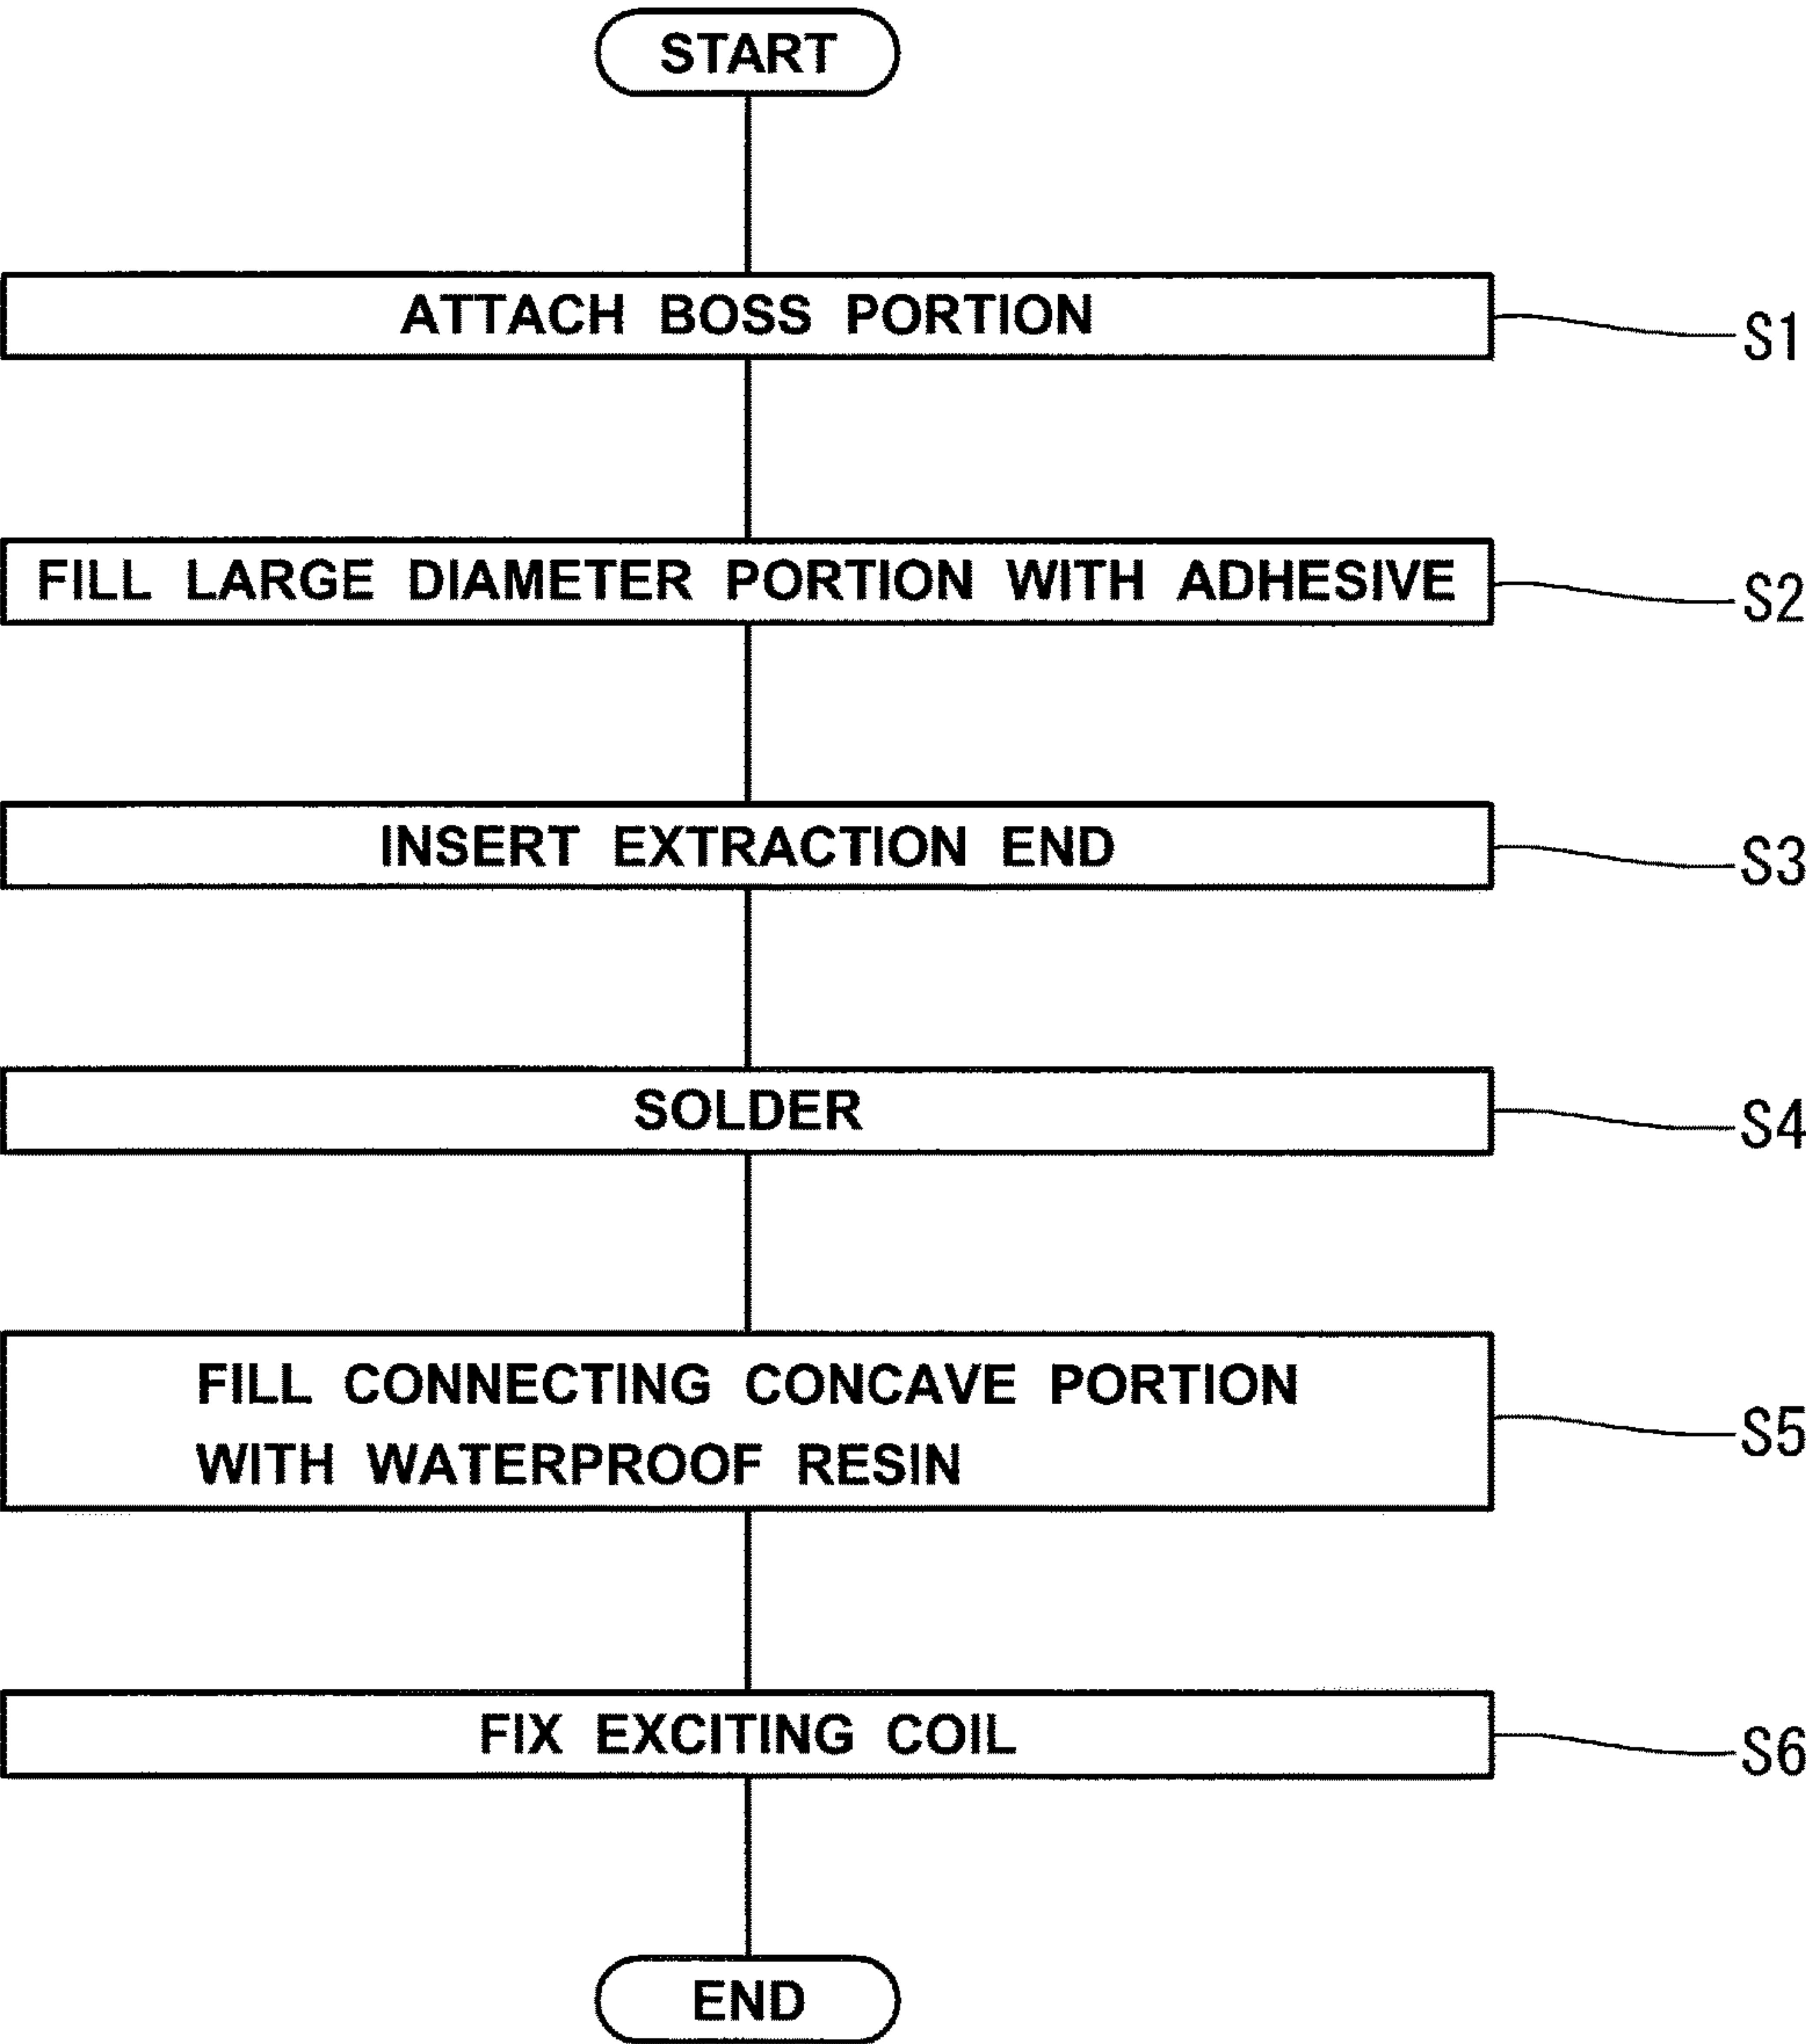 START
ATTACH BOSS PORTION
S1
FILL LARGE DIAMETER PORTION WITH ADHESIVE
S2
INSERT EXTRACTION END
S3
SOLDER
S4
FILL CONNECTING CONCAVE PORTION
WITH WATERPROOF RESIN
S5
FIX EXCITING COIL
S6
END